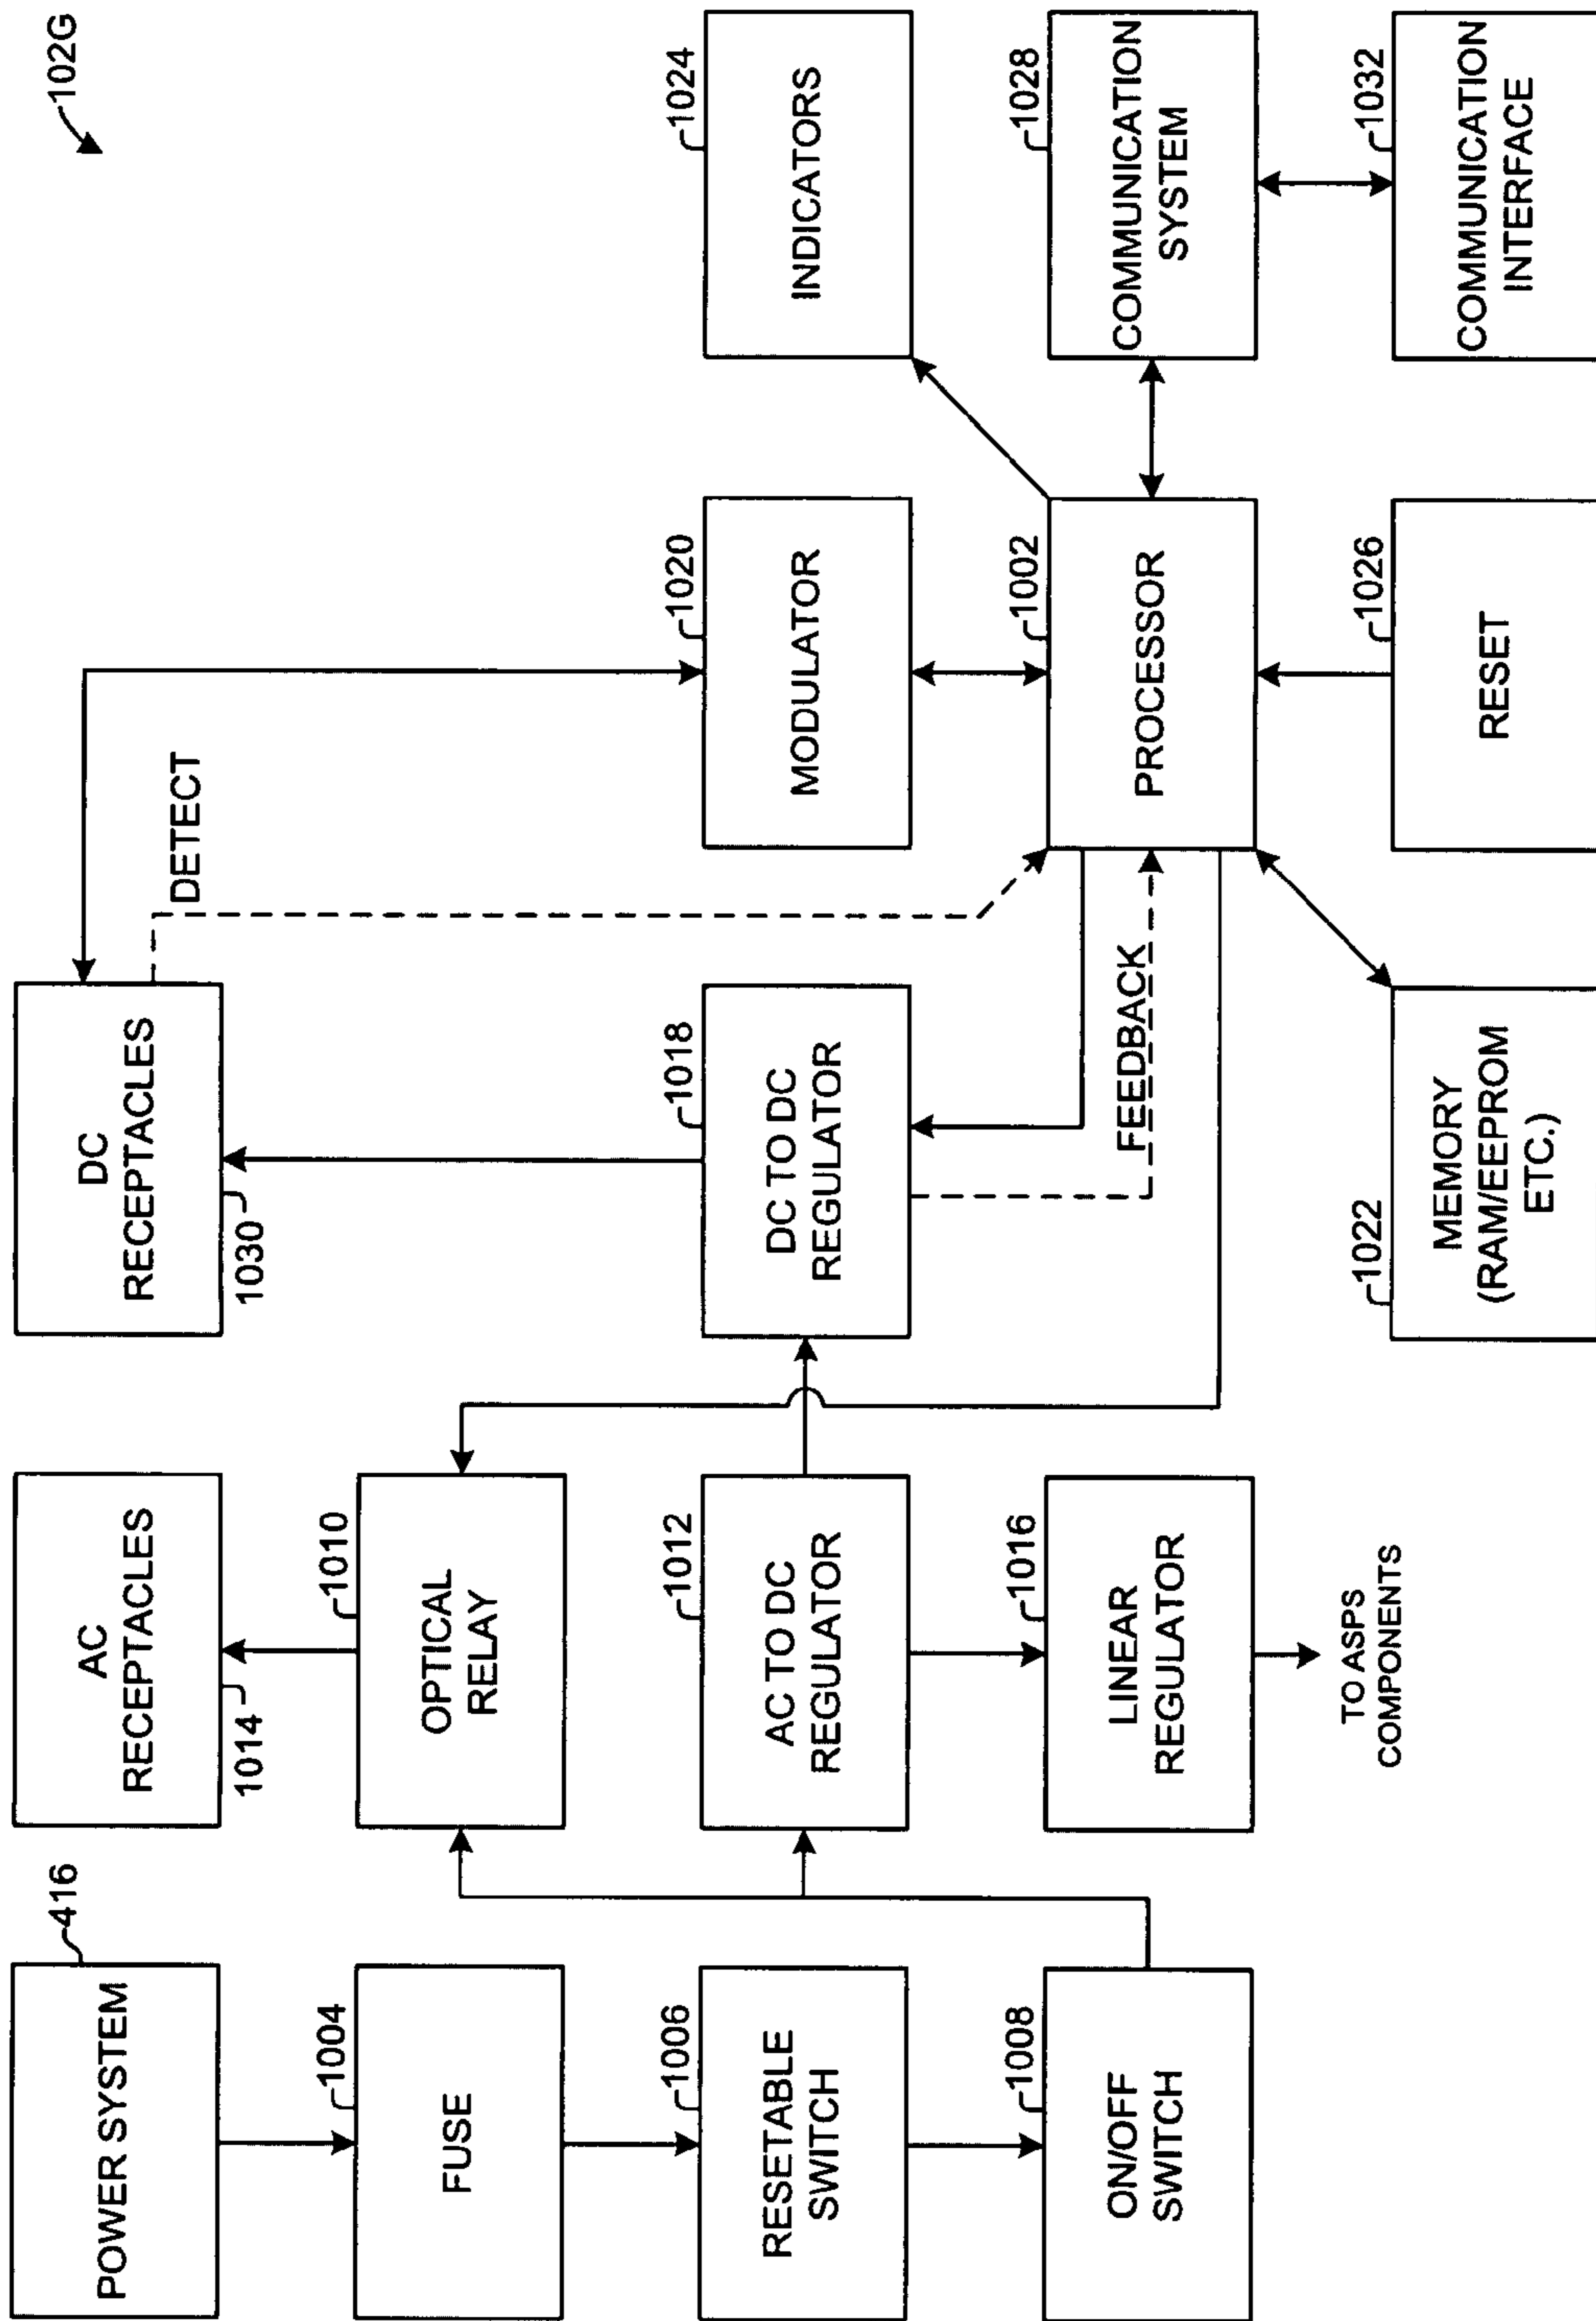 102G
POWER SYSTEM
416
FUSE
1004
RESETABLE
SWITCH
1006
ON/OFF
SWITCH
1008
AC
RECEPTACLES
1014
OPTICAL
RELAY
1010
AC TO DC
REGULATOR
1012
LINEAR
REGULATOR
1016
TO ASPS
COMPONENTS
DC
RECEPTACLES
1030
DETECT
DC TO DC
REGULATOR
1018
FEEDBACK
MEMORY
(RAM/EEPROM
ETC.)
1022
MODULATOR
1020
PROCESSOR
1002
RESET
1026
INDICATORS
1024
COMMUNICATION
SYSTEM
1028
COMMUNICATION
INTERFACE
1032